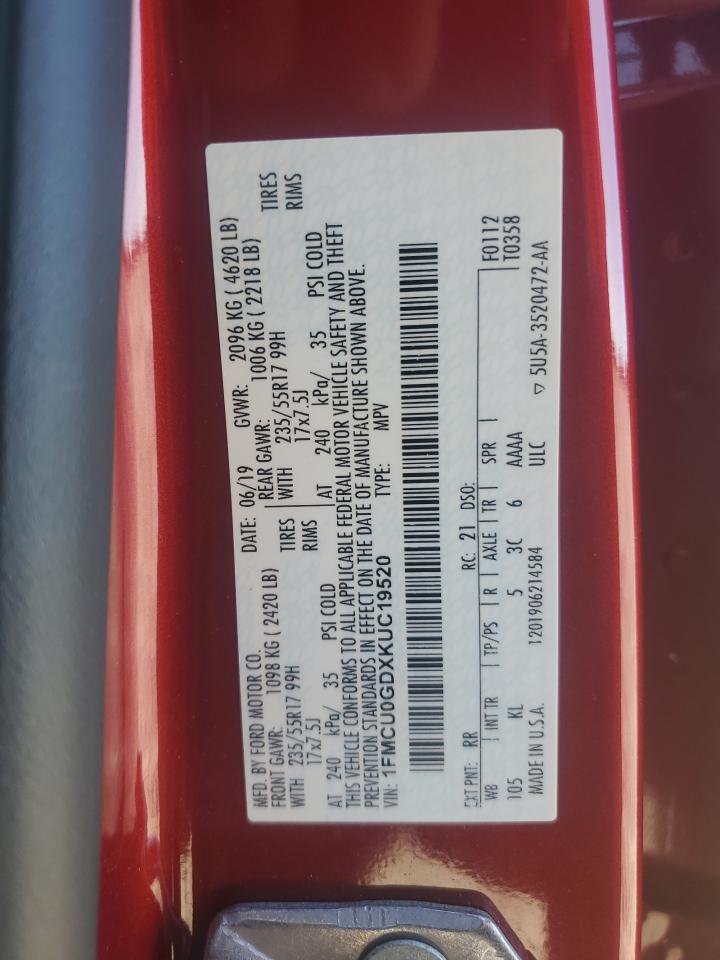 MFD. BY FORD MOTOR CO.
DATE: 06/19 GVWR: 2096 KG ( 4620 LB)
FRONT GAWR: 1098 KG ( 2420 LB)
REAR GAWR: 1006 KG ( 2218 LB)
WITH 235/55R17 99H TIRES
WITH 235/55R17 99H TIRES
17x7.5J RIMS
17x7.5J RIMS
AT 240 kPa/ 35 PSI COLD
AT 240 kPa/ 35 PSI COLD
THIS VEHICLE CONFORMS TO ALL APPLICABLE FEDERAL MOTOR VEHICLE SAFETY AND THEFT
PREVENTION STANDARDS IN EFFECT ON THE DATE OF MANUFACTURE SHOWN ABOVE.
VIN: 1FMCU0GDXKUC19520 TYPE: MPV
EXT PNT: RR RC: 21 DSO: F0112
WB INT TR TP/PS R AXLE TR SPR T0358
105 KL 5 3C 6 AAAA
MADE IN U.S.A. 1201906214584 ULC ▽ 5U5A-3520472-AA